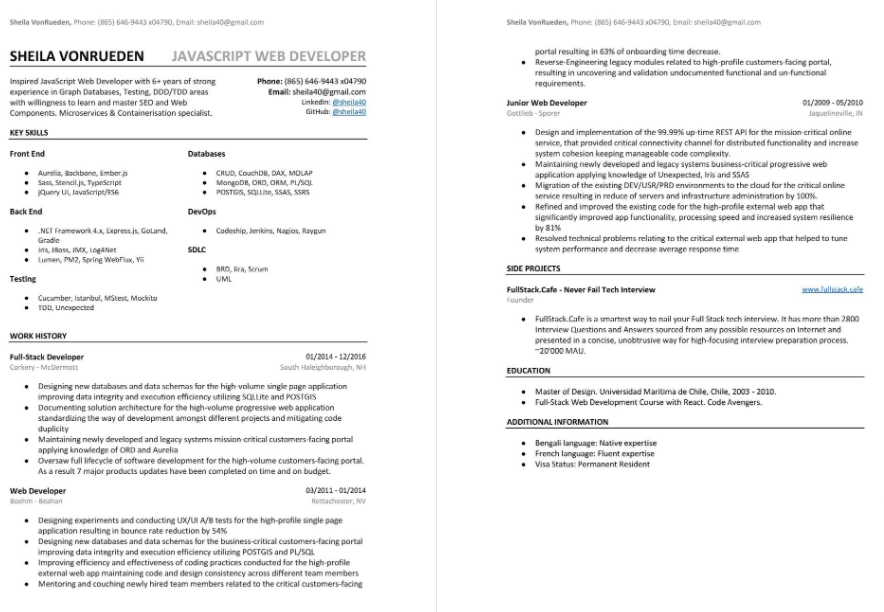 Sheila VonRueden, Phone: (865) 646-9443 x04790, Email: sheila40@gmail.com
SHEILA VONRUEDEN JAVASCRIPT WEB DEVELOPER
Inspired JavaScript Web Developer with 6+ years of strong
experience in Graph Databases, Testing, DDD/TDD areas
with willingness to learn and master SEO and Web
Components. Microservices & Containerisation specialist.
Phone: (865) 646-9443 x04790
Email: sheila40@gmail.com
LinkedIn: @sheila40
GitHub: @sheila40
KEY SKILLS
Front End
● Aurelia, Backbone, Ember.js
● Sass, Stencil.js, TypeScript
● jQuery UI, JavaScript/ES6
Back End
● .NET Framework 4.x, Express.js, GoLand,
Gradle
● Iris, JBoss, JMX, Log4Net
● Lumen, PM2, Spring WebFlux, Yii
Testing
● Cucumber, Istanbul, MStest, Mockito
● TDD, Unexpected
Databases
● CRUD, CouchDB, DAX, MOLAP
● MongoDB, ORD, ORM, PL/SQL
● POSTGIS, SQLite, SSAS, SSRS
DevOps
● Codeship, Jenkins, Nagios, Raygun
SDLC
● BRD, Jira, Scrum
● UML
WORK HISTORY
Full-Stack Developer 01/2014 - 12/2016
Corkery - McDermott South Haleighborough, NH
● Designing new databases and data schemas for the high-volume single page application
improving data integrity and execution efficiency utilizing SQLLite and POSTGIS
● Documenting solution architecture for the high-volume progressive web application
standardizing the way of development amongst different projects and mitigating code
duplicity
● Maintaining newly developed and legacy systems mission-critical customers-facing portal
applying knowledge of ORD and Aurelia
● Oversaw full lifecycle of software development for the high-volume customers-facing portal.
As a result 7 major products updates have been completed on time and on budget.
Web Developer 03/2011 - 01/2014
Boehm - Beahan Kertachester, NV
● Designing experiments and conducting UX/UI A/B tests for the high-profile single page
application resulting in bounce rate reduction by 54%
● Designing new databases and data schemas for the business-critical customers-facing portal
improving data integrity and execution efficiency utilizing POSTGIS and PL/SQL
● Improving efficiency and effectiveness of coding practices conducted for the high-profile
external web app maintaining code and design consistency across different team members
● Mentoring and couching newly hired team members related to the critical customers-facing
Sheila VonRueden, Phone: (865) 646-9443 x04790, Email: sheila40@gmail.com
portal resulting in 63% of onboarding time decrease.
● Reverse-Engineering legacy modules related to high-profile customers-facing portal,
resulting in uncovering and validation undocumented functional and un-functional
requirements.
Junior Web Developer 01/2009 - 05/2010
Gottlieb - Sporer Jaquelineville, IN
● Design and implementation of the 99.99% up-time REST API for the mission-critical online
service, that provided critical connectivity channel for distributed functionality and increase
system cohesion keeping manageable code complexity.
● Maintaining newly developed and legacy systems business-critical progressive web
application applying knowledge of Unexpected, Iris and SSAS
● Migration of the existing DEV/USR/PRD environments to the cloud for the critical online
service resulting in reduce of servers and infrastructure administration by 100%.
● Refined and improved the existing code for the high-profile external web app that
significantly improved app functionality, processing speed and increased system resilience
by 81%
● Resolved technical problems relating to the critical external web app that helped to tune
system performance and decrease average response time
SIDE PROJECTS
FullStack.Cafe - Never Fail Tech Interview www.fullstack.cafe
Founder
● FullStack.Cafe is a smartest way to nail your Full Stack tech interview. It has more than 2800
Interview Questions and Answers sourced from any possible resources on Internet and
presented in a concise, unobtrusive way for high-focusing interview preparation process.
~20'000 MAU.
EDUCATION
● Master of Design. Universidad Maritima de Chile, Chile, 2003 - 2010.
● Full-Stack Web Development Course with React. Code Avengers.
ADDITIONAL INFORMATION
● Bengali language: Native expertise
● French language: Fluent expertise
● Visa Status: Permanent Resident